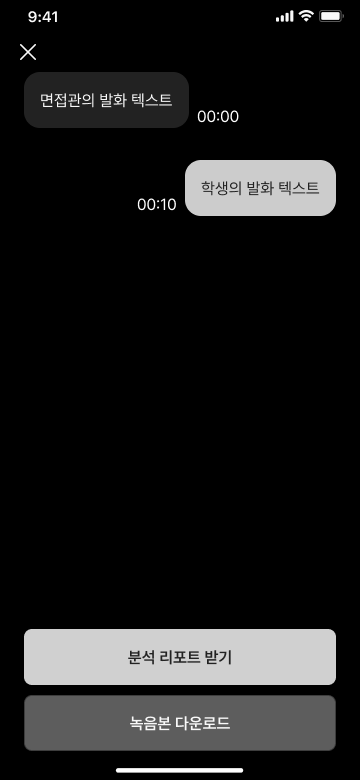 9:41
면접관의 발화 텍스트
00:00
학생의 발화 텍스트
00:10
분석 리포트 받기
녹음본 다운로드